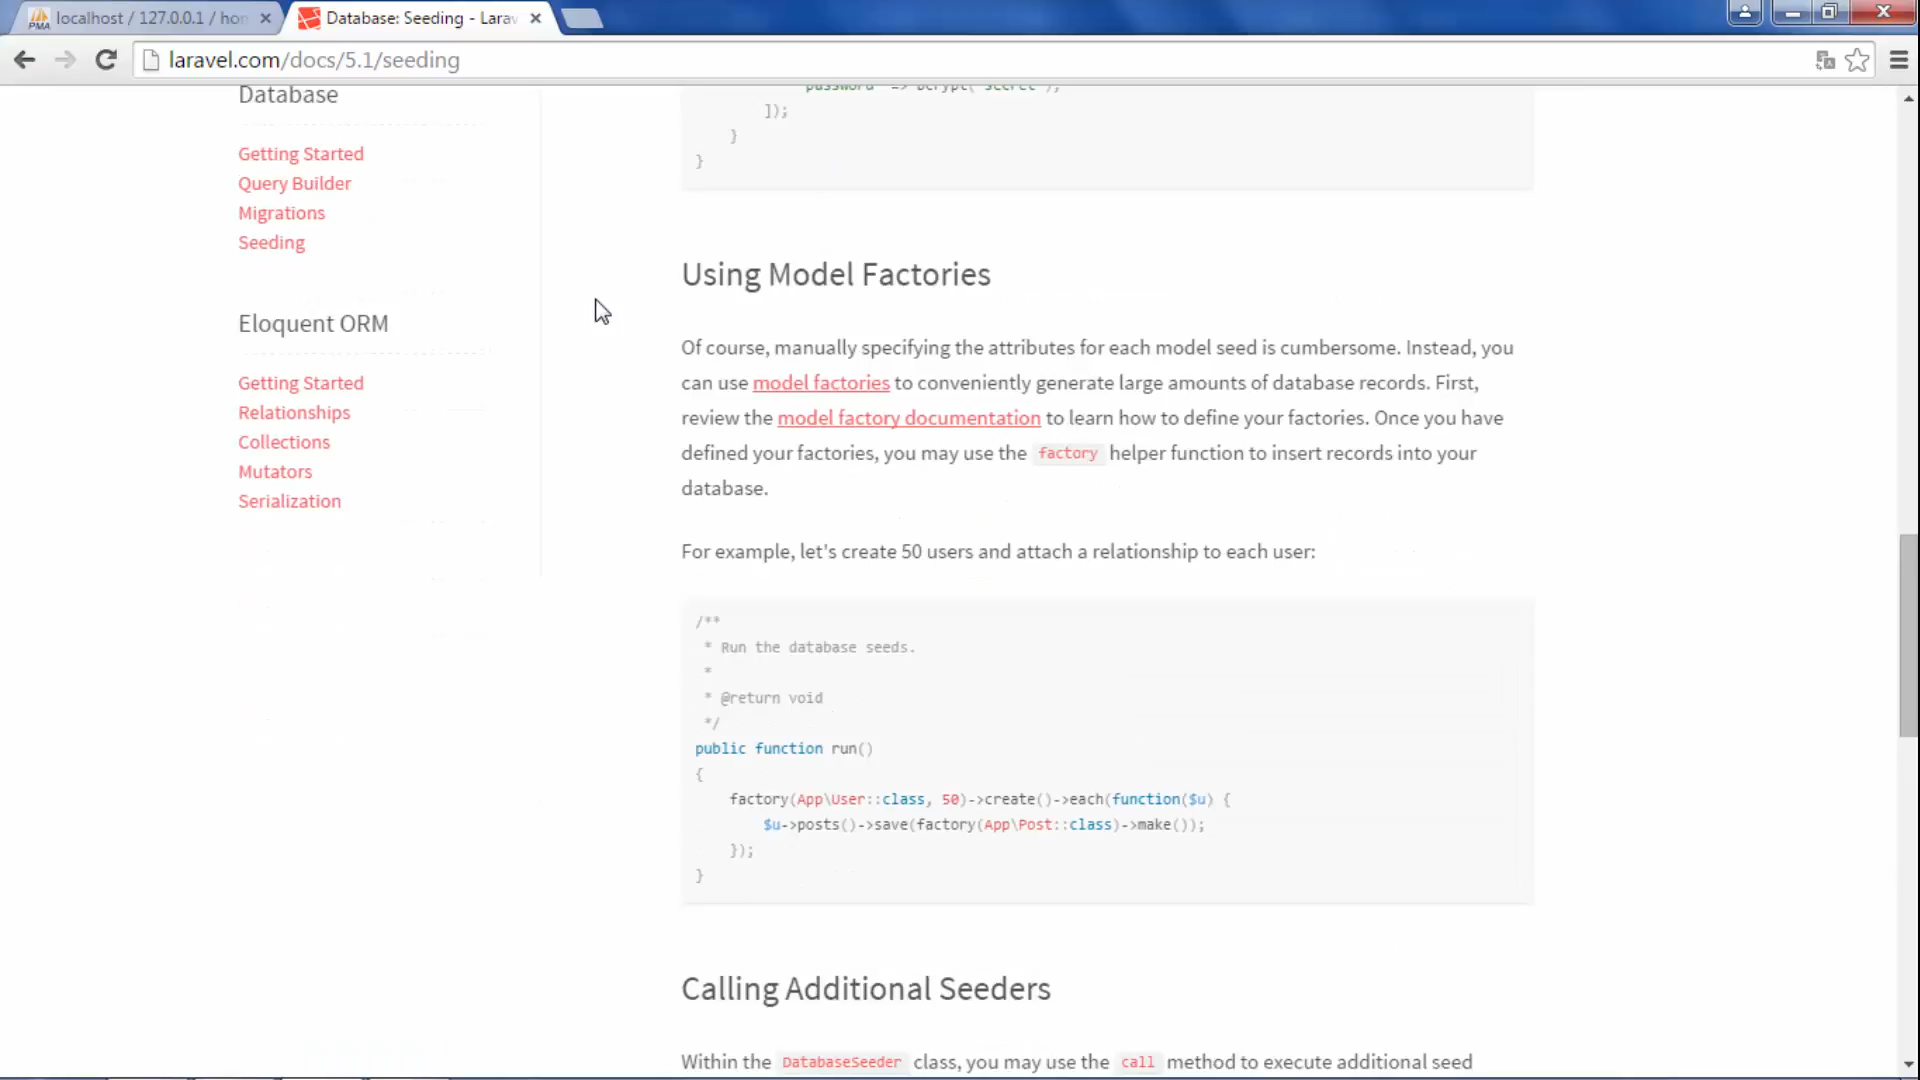 localhost / 127.0.0.1 / hor
Database: Seeding - Larav
laravel.com/docs/5.1/seeding
Database
Getting Started
Query Builder
Migrations
Seeding
Eloquent ORM
Getting Started
Relationships
Collections
Mutators
Serialization
'password' => bcrypt('secret'),
]);
}
}
Using Model Factories
Of course, manually specifying the attributes for each model seed is cumbersome. Instead, you
can use model factories to conveniently generate large amounts of database records. First,
review the model factory documentation to learn how to define your factories. Once you have
defined your factories, you may use the factory helper function to insert records into your
database.
For example, let's create 50 users and attach a relationship to each user:
/**
* Run the database seeds.
*
* @return void
*/
public function run()
{
factory(App\User::class, 50)->create()->each(function($u) {
$u->posts()->save(factory(App\Post::class)->make());
});
}
Calling Additional Seeders
Within the DatabaseSeeder class, you may use the call method to execute additional seed